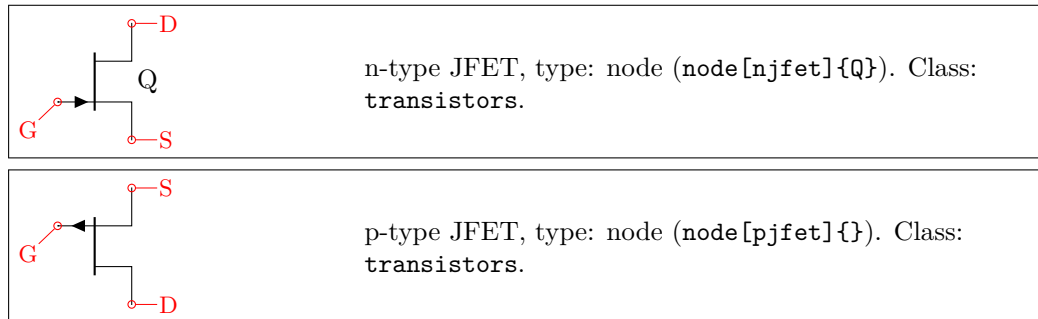 D
Q
G
S
n-type JFET, type: node (node[njfet]{Q}). Class:
transistors.
S
G
D
p-type JFET, type: node (node[pjfet]{}). Class:
transistors.